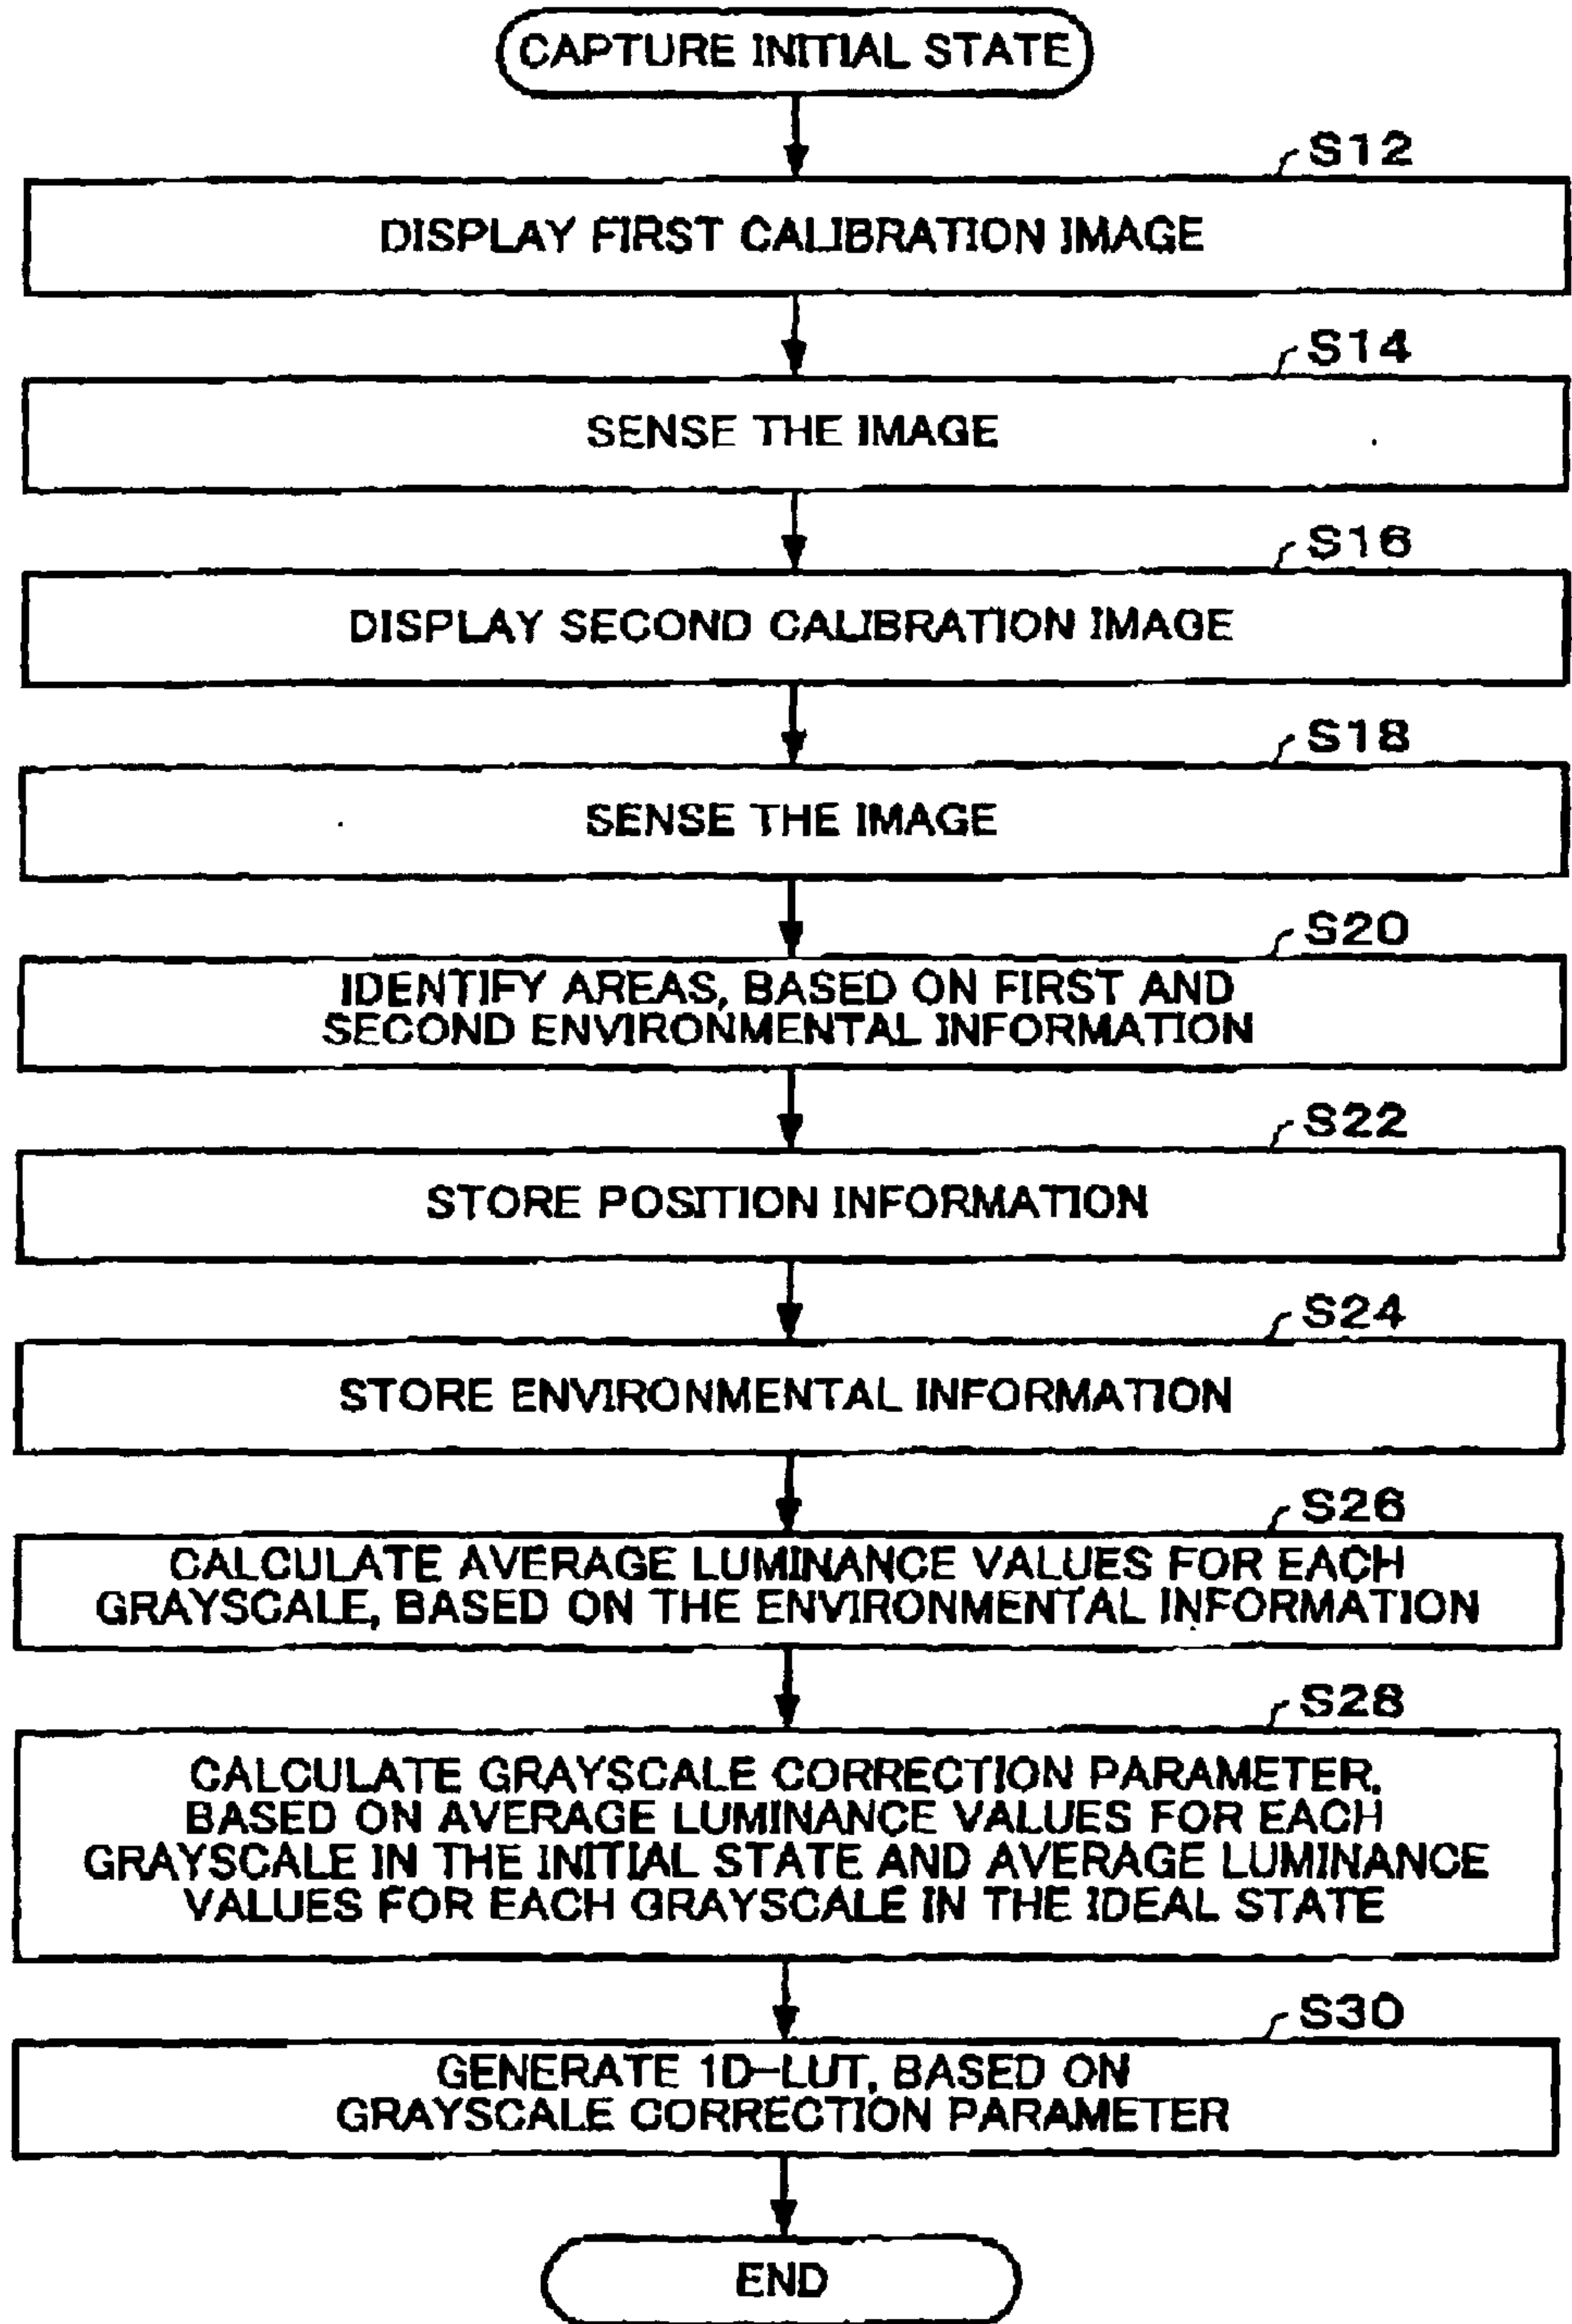 CAPTURE INITIAL STATE
S12
DISPLAY FIRST CALIBRATION IMAGE
S14
SENSE THE IMAGE
S16
DISPLAY SECOND CALIBRATION IMAGE
S18
SENSE THE IMAGE
S20
IDENTIFY AREAS, BASED ON FIRST AND
SECOND ENVIRONMENTAL INFORMATION
S22
STORE POSITION INFORMATION
S24
STORE ENVIRONMENTAL INFORMATION
S26
CALCULATE AVERAGE LUMINANCE VALUES FOR EACH
GRAYSCALE, BASED ON THE ENVIRONMENTAL INFORMATION
S28
CALCULATE GRAYSCALE CORRECTION PARAMETER,
BASED ON AVERAGE LUMINANCE VALUES FOR EACH
GRAYSCALE IN THE INITIAL STATE AND AVERAGE LUMINANCE
VALUES FOR EACH GRAYSCALE IN THE IDEAL STATE
S30
GENERATE 1D-LUT, BASED ON
GRAYSCALE CORRECTION PARAMETER
END